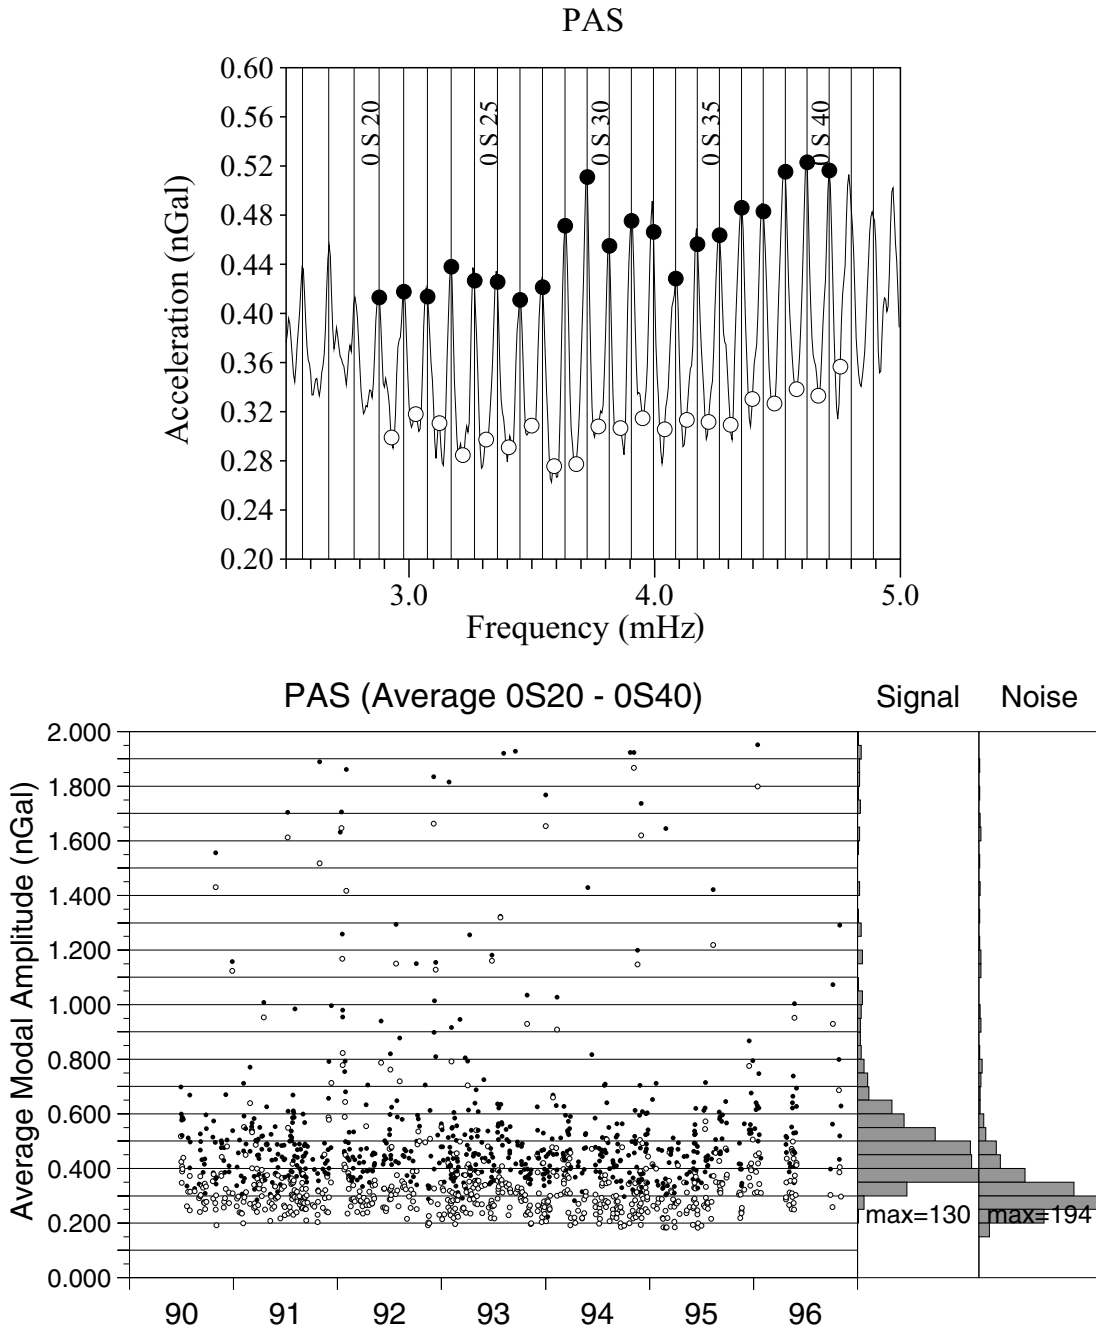 PAS
0.60
0.56
0.52
0.48
0.44
0.40
0.36
0.32
0.28
0.24
0.20
Acceleration (nGal)
0 S 20
0 S 25
0 S 30
0 S 35
0 S 40
3.0 4.0 5.0
Frequency (mHz)
PAS (Average 0S20 - 0S40) Signal Noise
2.000
1.800
1.600
1.400
1.200
1.000
0.800
0.600
0.400
0.200
0.000
Average Modal Amplitude (nGal)
max=130 max=194
90 91 92 93 94 95 96